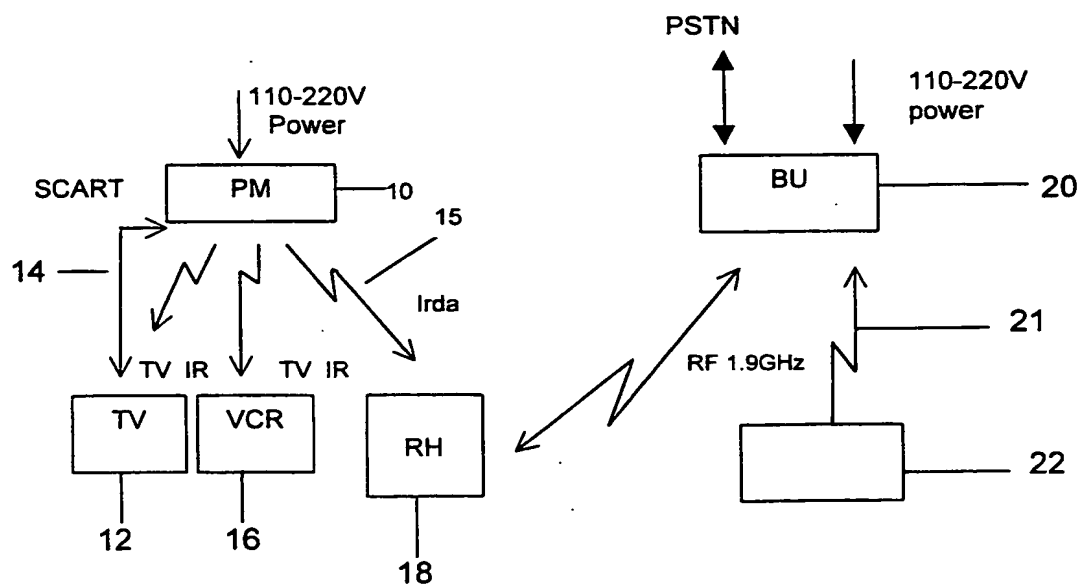 PSTN
110-220V
Power
110-220V
power
SCART
PM
10
BU
20
15
14
Irda
21
TV IR
TV IR
RF 1.9GHz
TV
VCR
RH
22
12
16
18